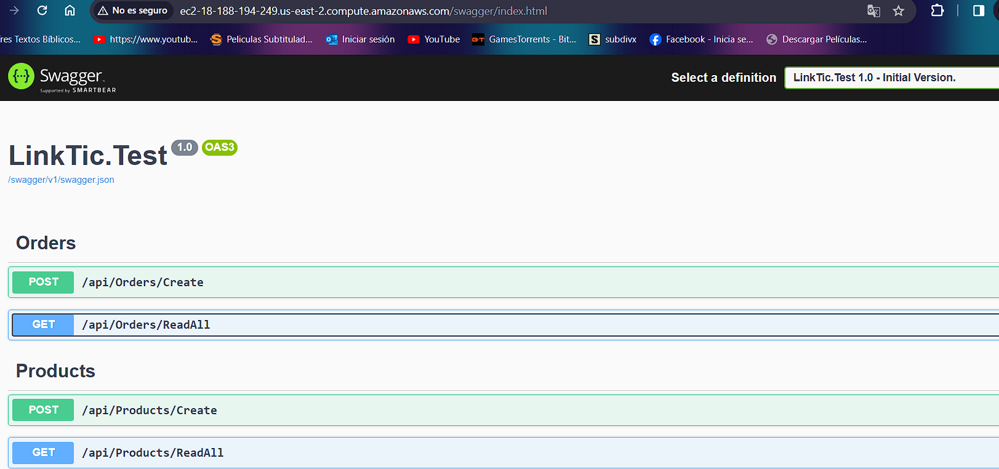 No es seguro ec2-18-188-194-249.us-east-2.compute.amazonaws.com/swagger/index.html
res Textos Bíblicos... https://www.youtub... Peliculas Subtitulad... Iniciar sesión YouTube GT GamesTorrents - Bit... S subdivx Facebook - Inicia se... Descargar Películas...
{...} Swagger. Select a definition LinkTic.Test 1.0 - Initial Version.
Supported by SMARTBEAR
LinkTic.Test 1.0 OAS3
/swagger/v1/swagger.json
Orders
POST /api/Orders/Create
GET /api/Orders/ReadAll
Products
POST /api/Products/Create
GET /api/Products/ReadAll